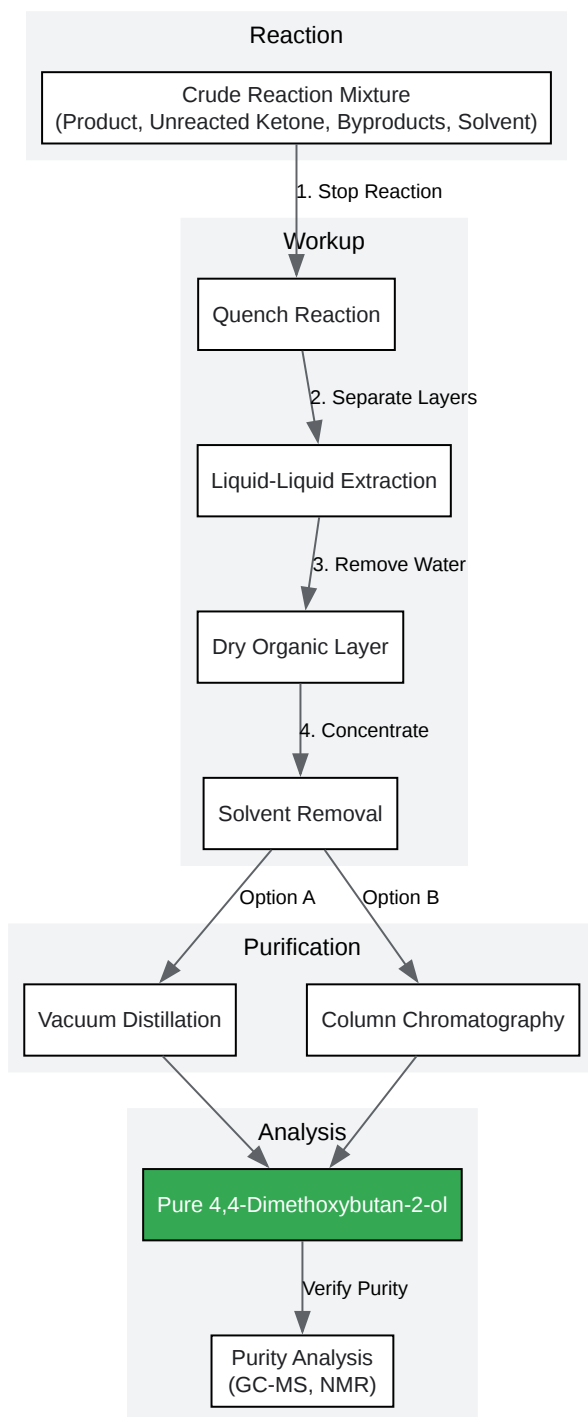 Reaction
Crude Reaction Mixture
(Product, Unreacted Ketone, Byproducts, Solvent)
1. Stop Reaction
Workup
Quench Reaction
2. Separate Layers
Liquid-Liquid Extraction
3. Remove Water
Dry Organic Layer
4. Concentrate
Solvent Removal
Option A
Option B
Purification
Vacuum Distillation
Column Chromatography
Analysis
Pure 4,4-Dimethoxybutan-2-ol
Verify Purity
Purity Analysis
(GC-MS, NMR)